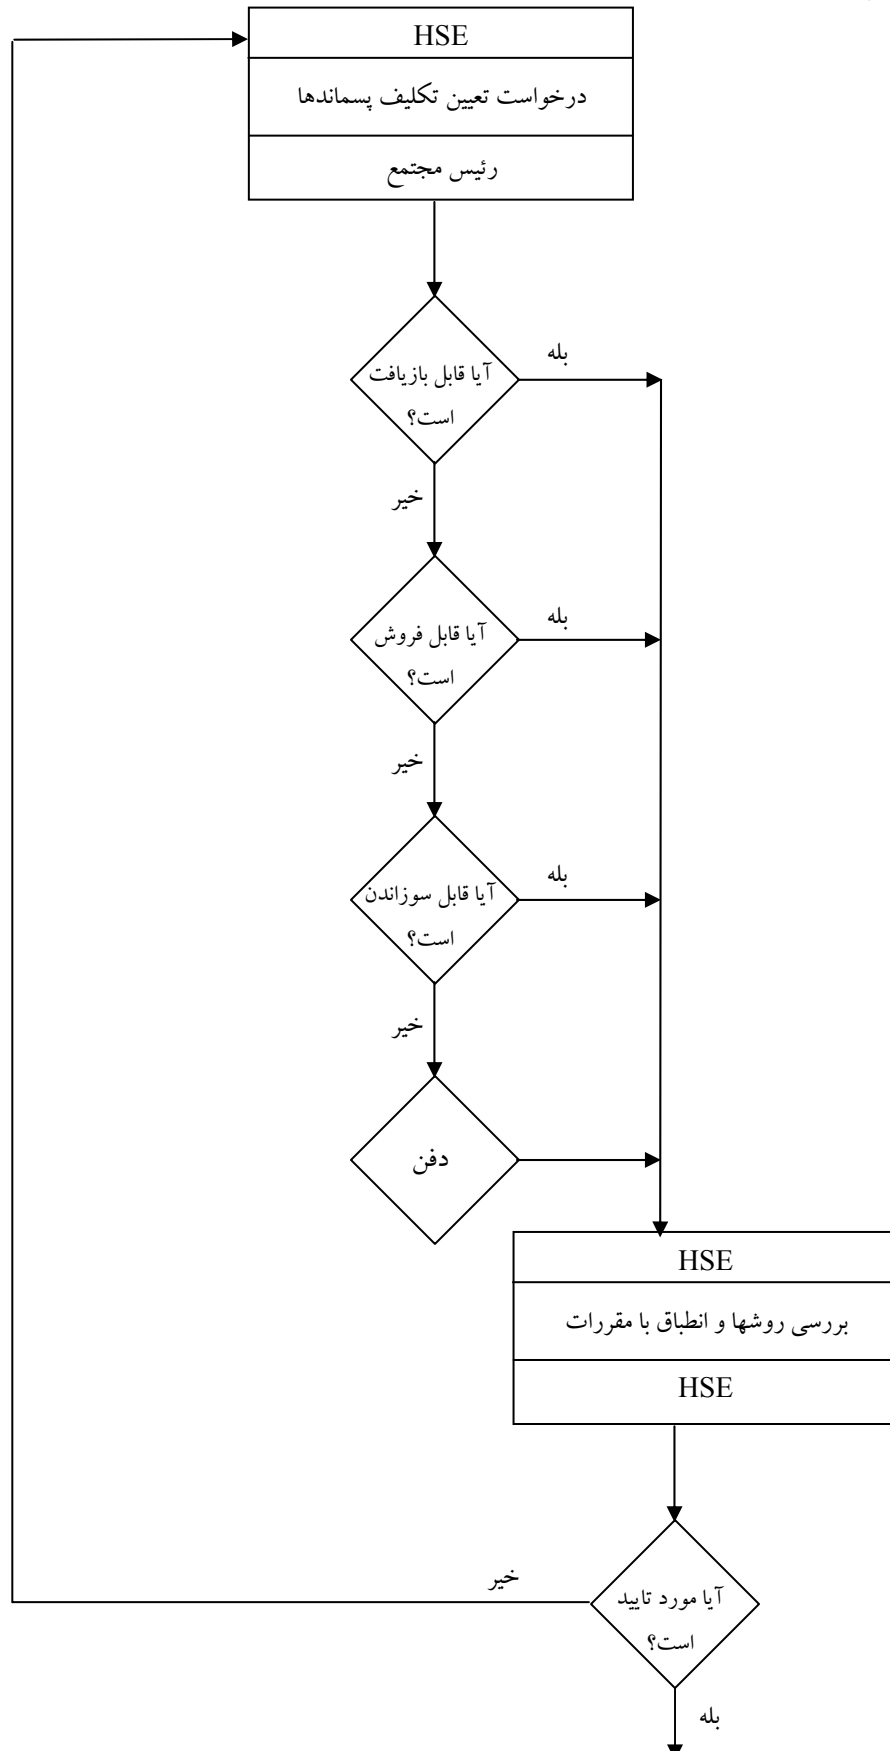 HSE
درخواست تعیین تکلیف پسماندها
رئیس مجتمع
آیا قابل بازیافت
است؟
بله
خیر
آیا قابل فروش
است؟
بله
خیر
آیا قابل سوزاندن
است؟
بله
خیر
دفن
HSE
بررسی روشها و انطباق با مقررات
HSE
آیا مورد تایید
است؟
خیر
بله